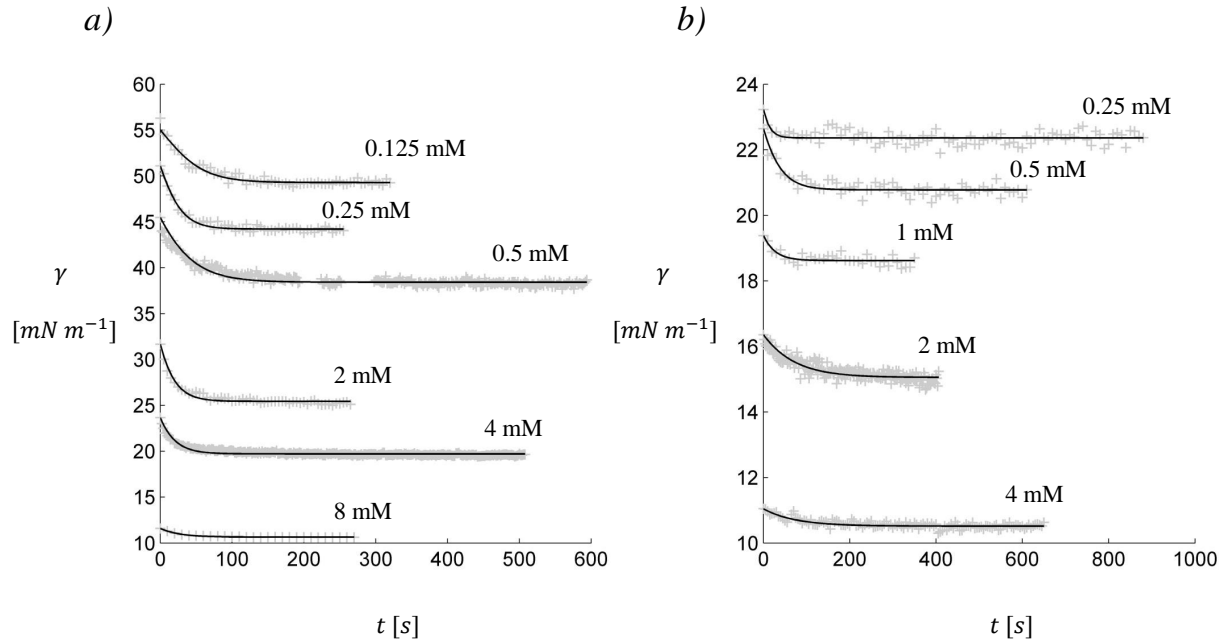 a)
60
55
50
45
40
35
30
25
20
15
10
0 100 200 300 400 500 600
γ
[mN m⁻¹]
t [s]
0.125 mM
0.25 mM
0.5 mM
2 mM
4 mM
8 mM
b)
24
22
20
18
16
14
12
10
0 200 400 600 800 1000
γ
[mN m⁻¹]
t [s]
0.25 mM
0.5 mM
1 mM
2 mM
4 mM